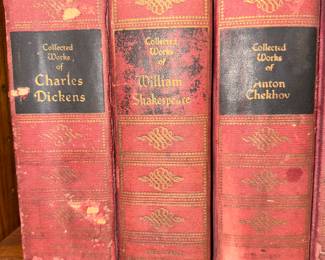 Collected
Works
of
Charles
Dickens
Collected
Works
of
William
Shakespeare
Collected
Works
of
Anton
Chekhov